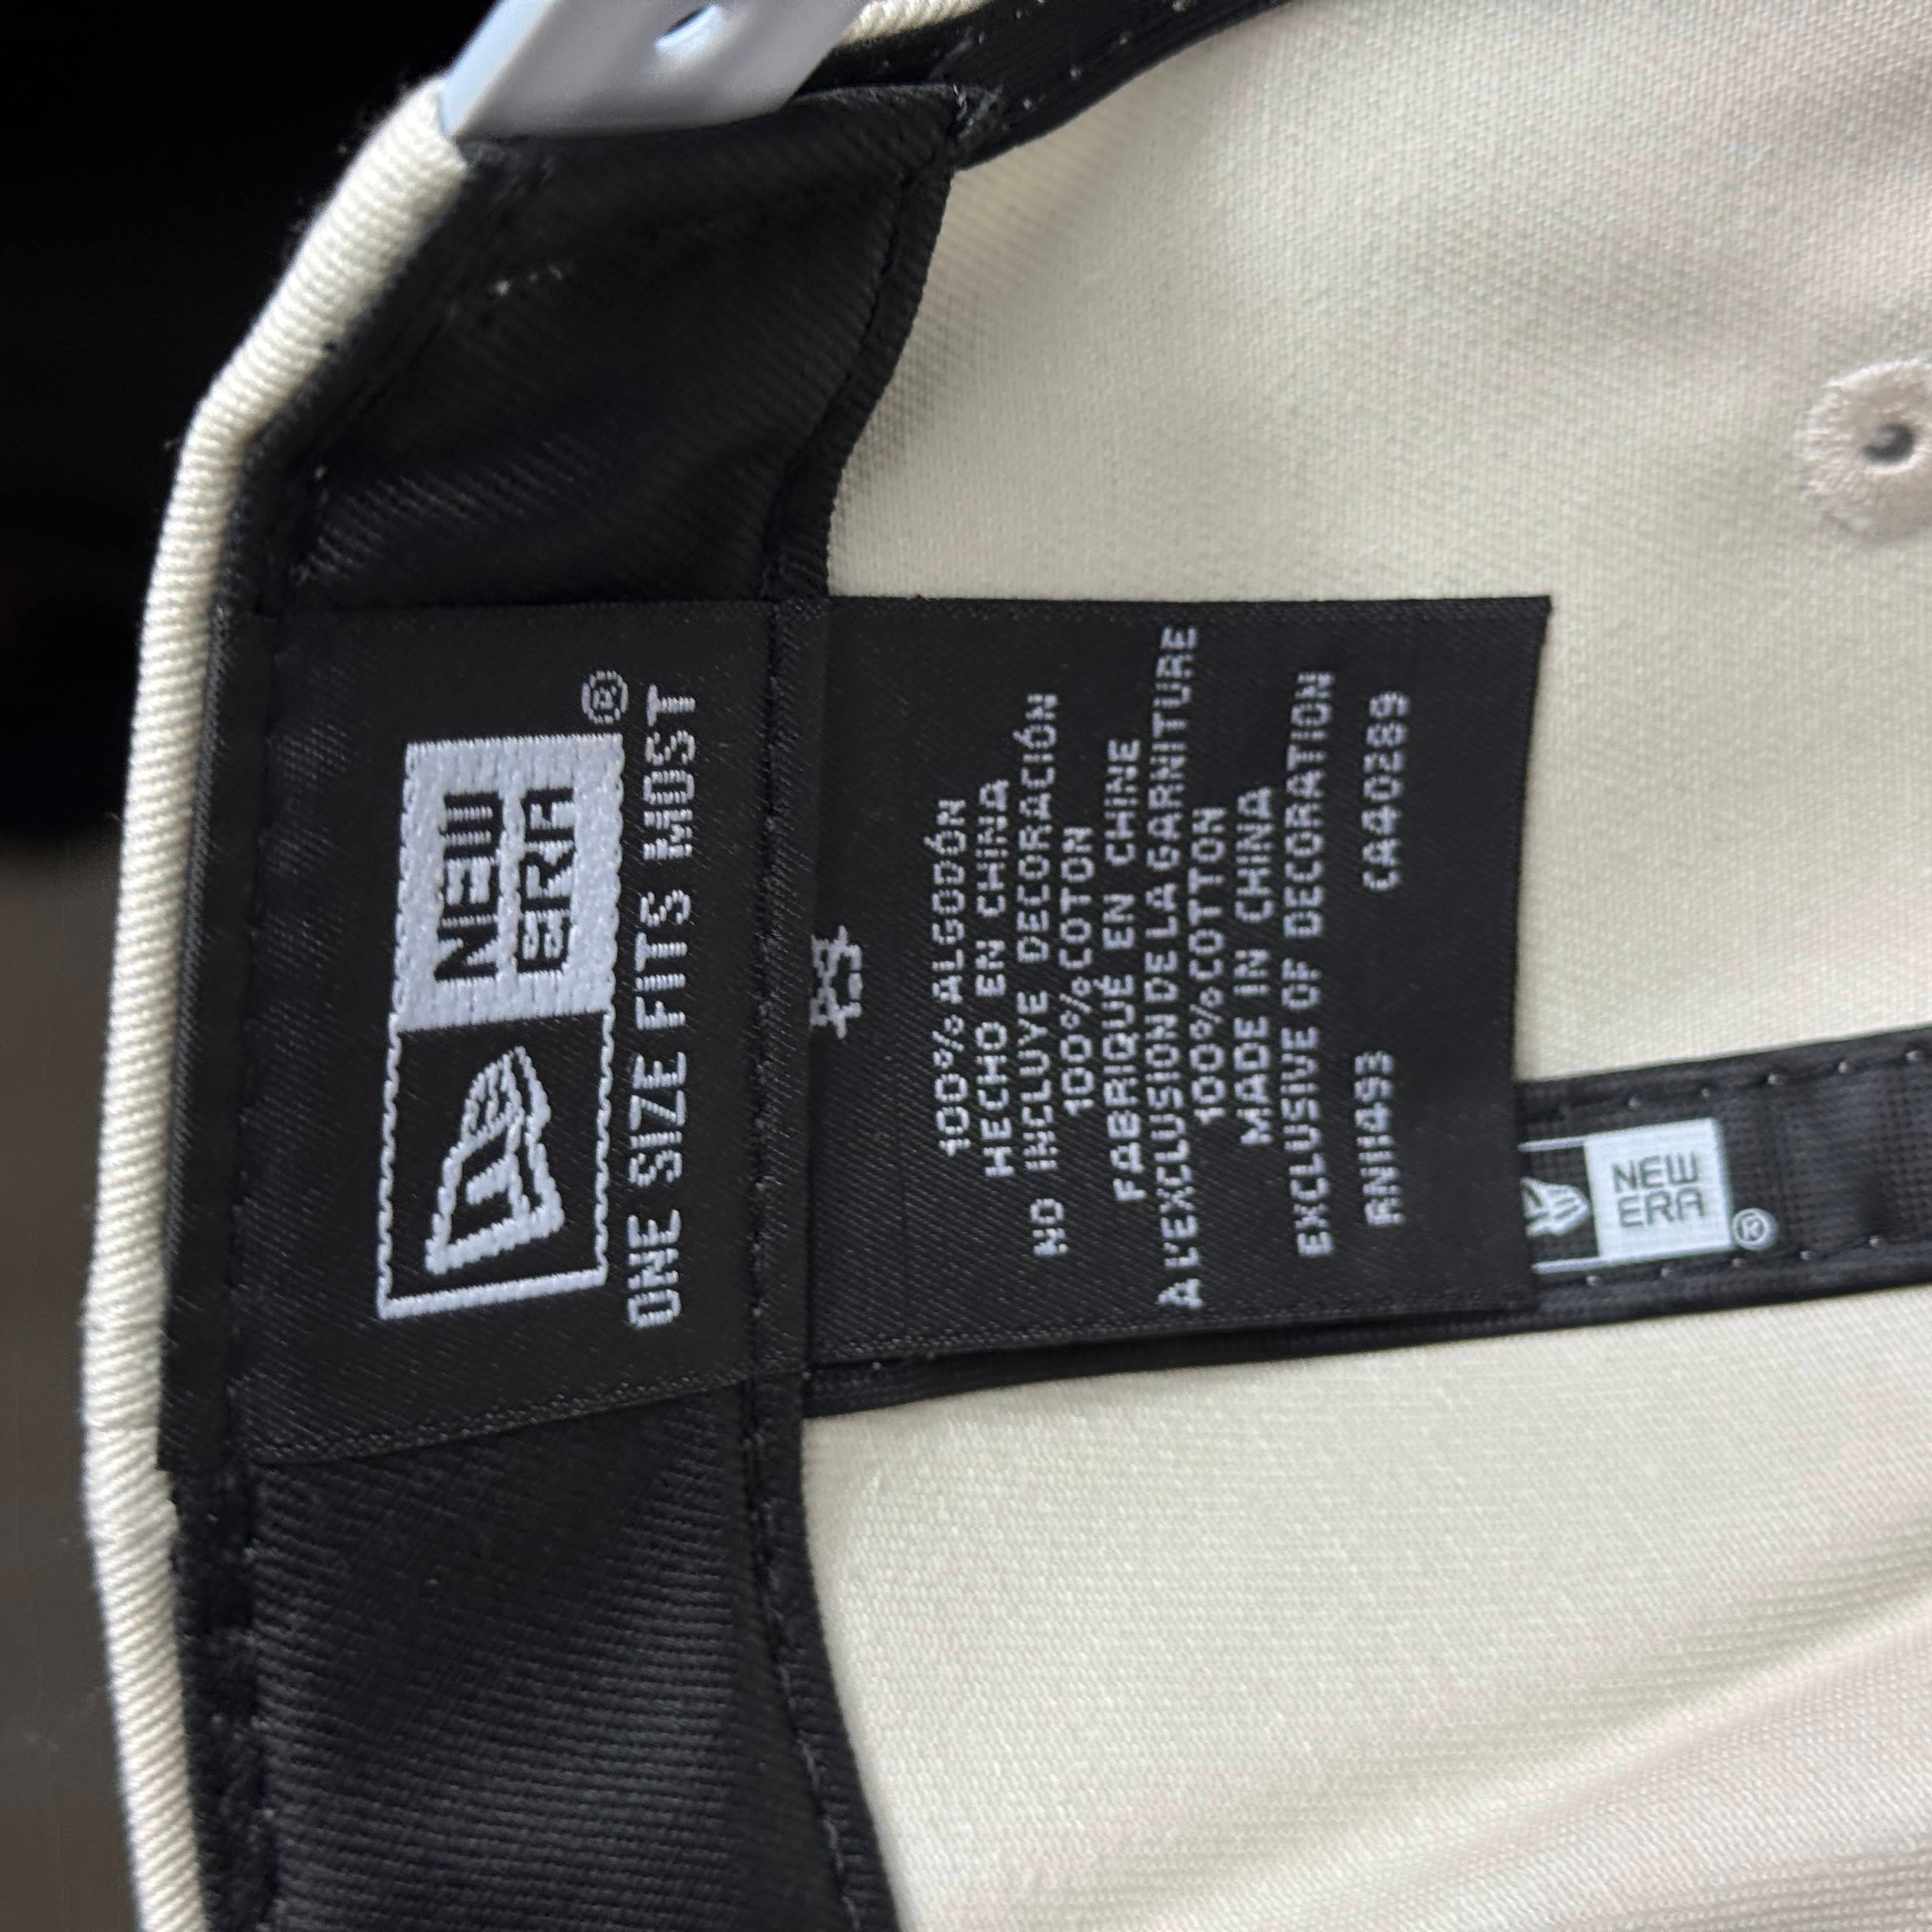 NEW
ERA
®
ONE SIZE FITS MOST
100% ALGODÓN
HECHO EN CHINA
NO INCLUYE DECORACIÓN
100% COTON
FABRIQUÉ EN CHINE
À L'EXCLUSION DE LA GARNITURE
100% COTTON
MADE IN CHINA
EXCLUSIVE OF DECORATION
RN11493 CA40289
NEW
ERA
®